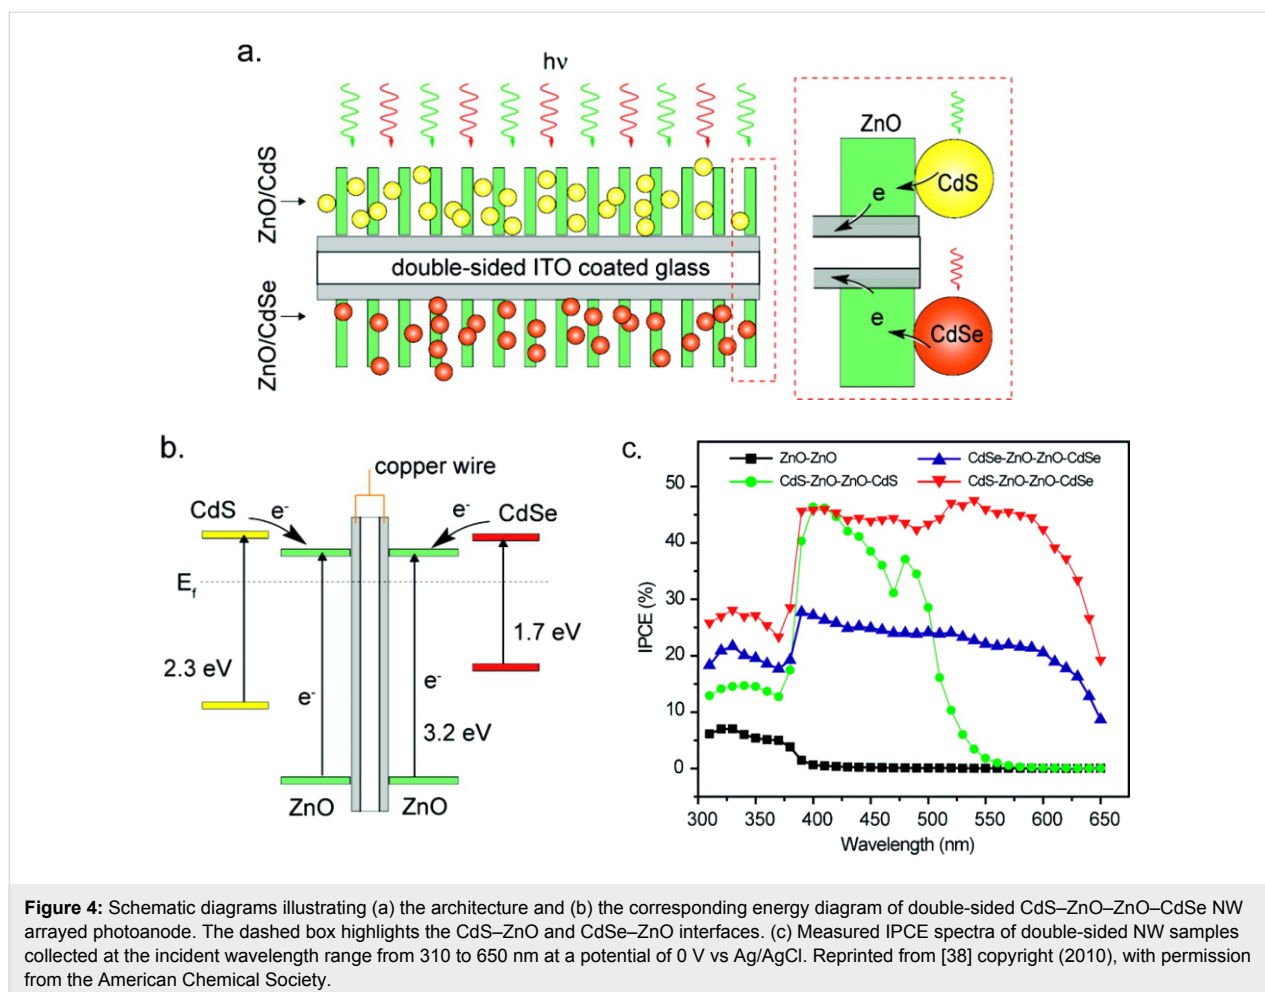 a.
hν
ZnO/CdS
ZnO/CdSe
double-sided ITO coated glass
ZnO
CdS
e
e
CdSe
b.
copper wire
CdS
e-
e-
CdSe
Ef
2.3 eV
1.7 eV
e-
e-
3.2 eV
ZnO
ZnO
c.
ZnO-ZnO
CdSe-ZnO-ZnO-CdSe
CdS-ZnO-ZnO-CdS
CdS-ZnO-ZnO-CdSe
IPCE (%)
50
40
30
20
10
0
300 350 400 450 500 550 600 650
Wavelength (nm)
Figure 4: Schematic diagrams illustrating (a) the architecture and (b) the corresponding energy diagram of double-sided CdS–ZnO–ZnO–CdSe NW
arrayed photoanode. The dashed box highlights the CdS–ZnO and CdSe–ZnO interfaces. (c) Measured IPCE spectra of double-sided NW samples
collected at the incident wavelength range from 310 to 650 nm at a potential of 0 V vs Ag/AgCl. Reprinted from [38] copyright (2010), with permission
from the American Chemical Society.